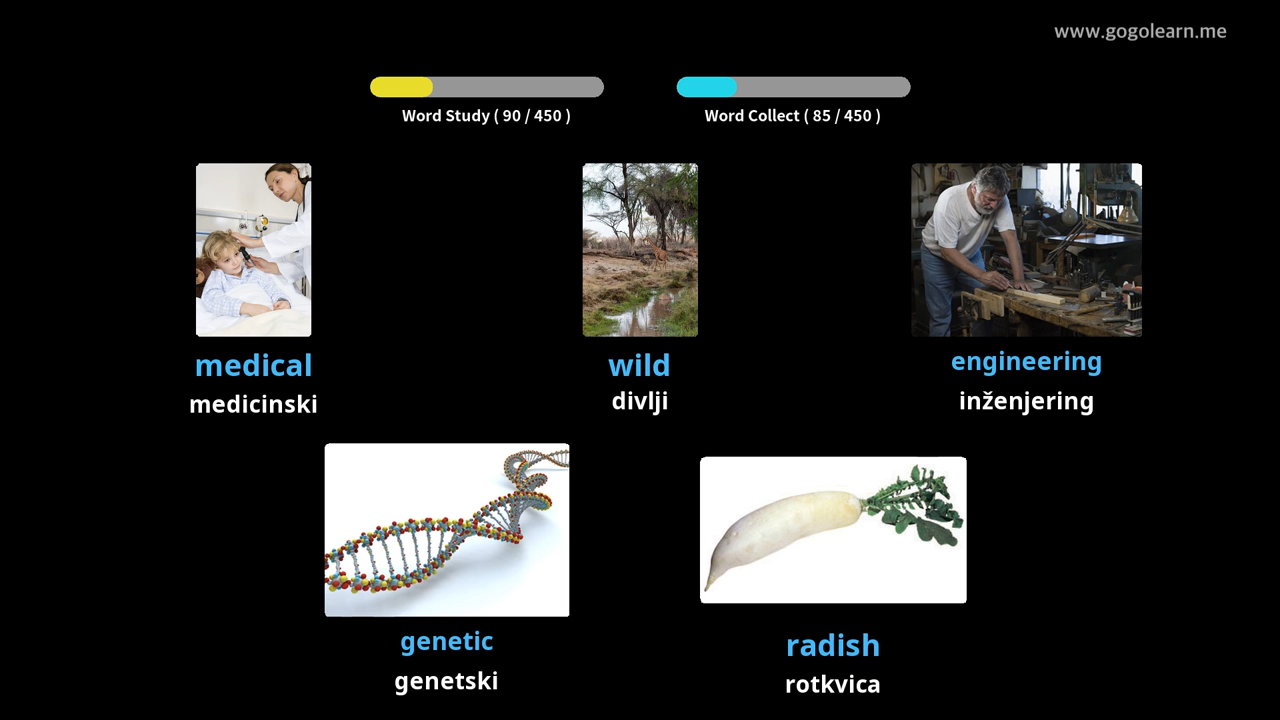 www.gogolearn.me
Word Study ( 90 / 450 )
Word Collect ( 85 / 450 )
medical
medicinski
wild
divlji
engineering
inženjering
genetic
genetski
radish
rotkvica